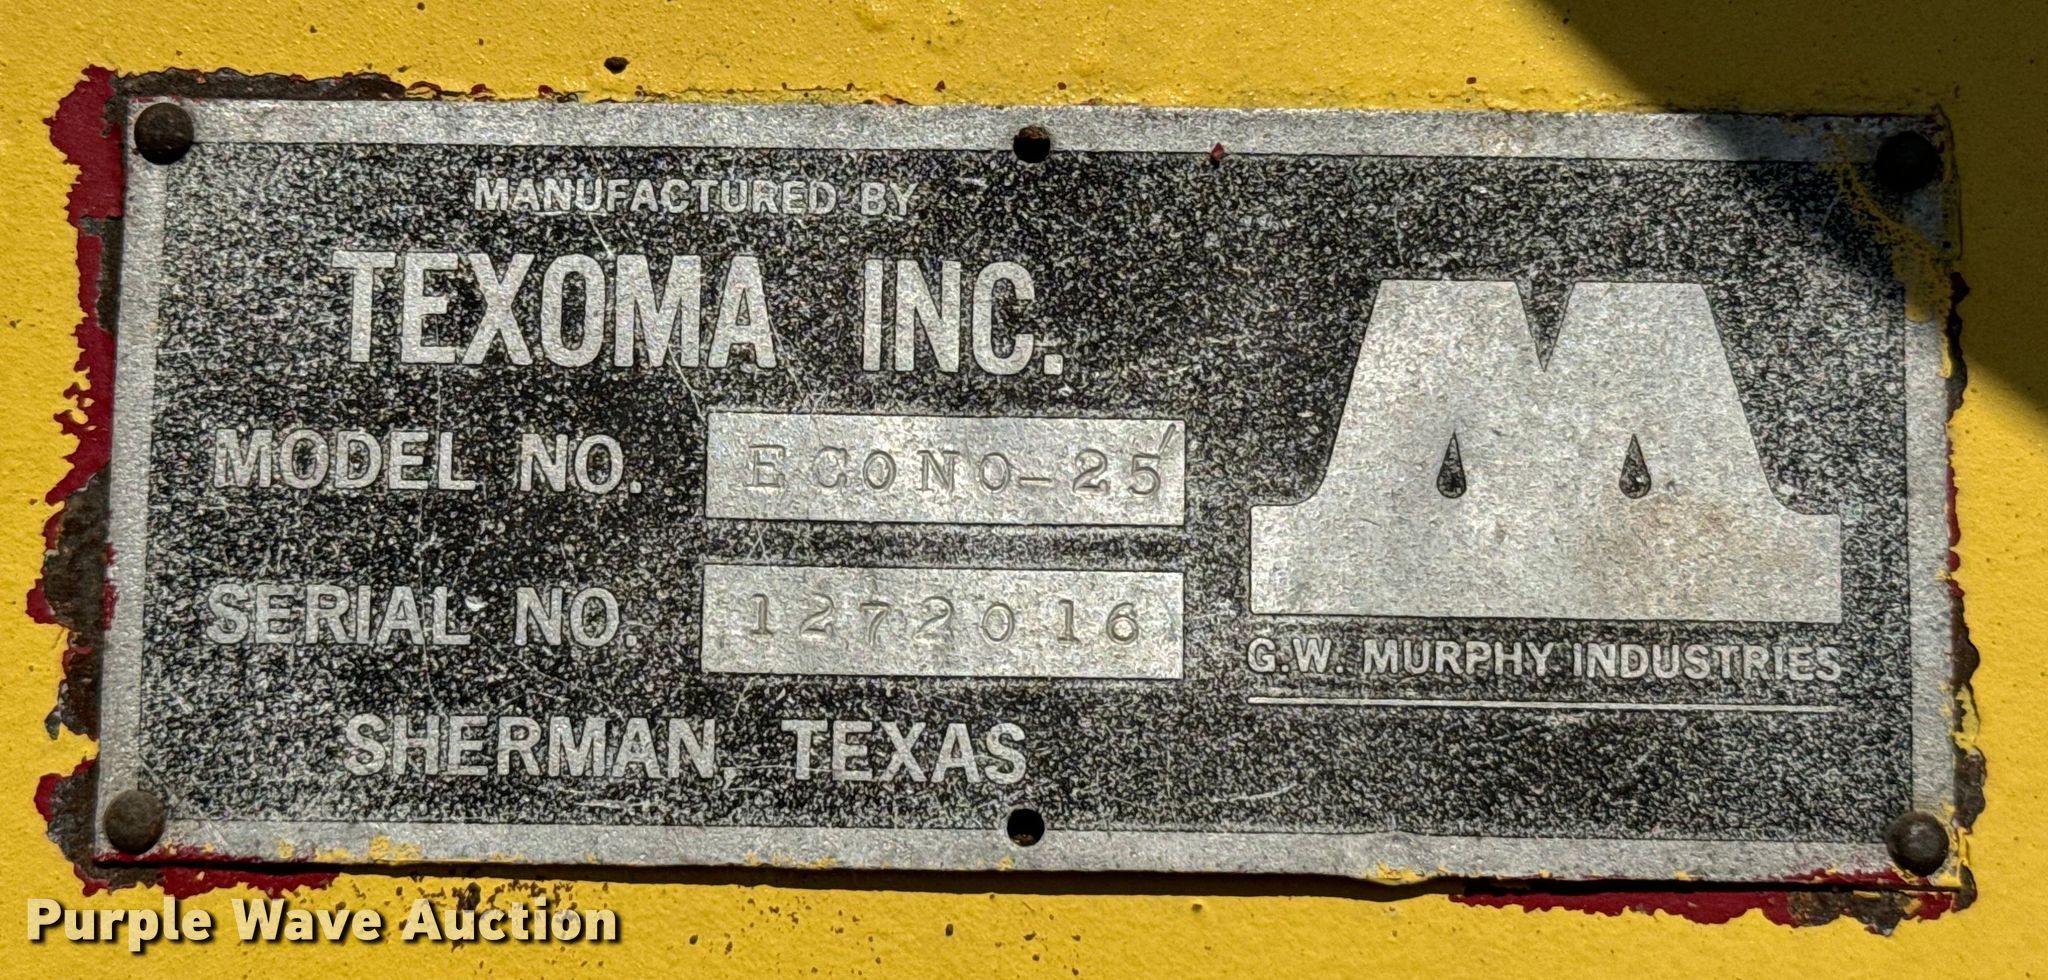 MANUFACTURED BY
TEXOMA INC.
MODEL NO. ECONO-25'
SERIAL NO. 1272016
SHERMAN, TEXAS
G.W. MURPHY INDUSTRIES
Purple Wave Auction